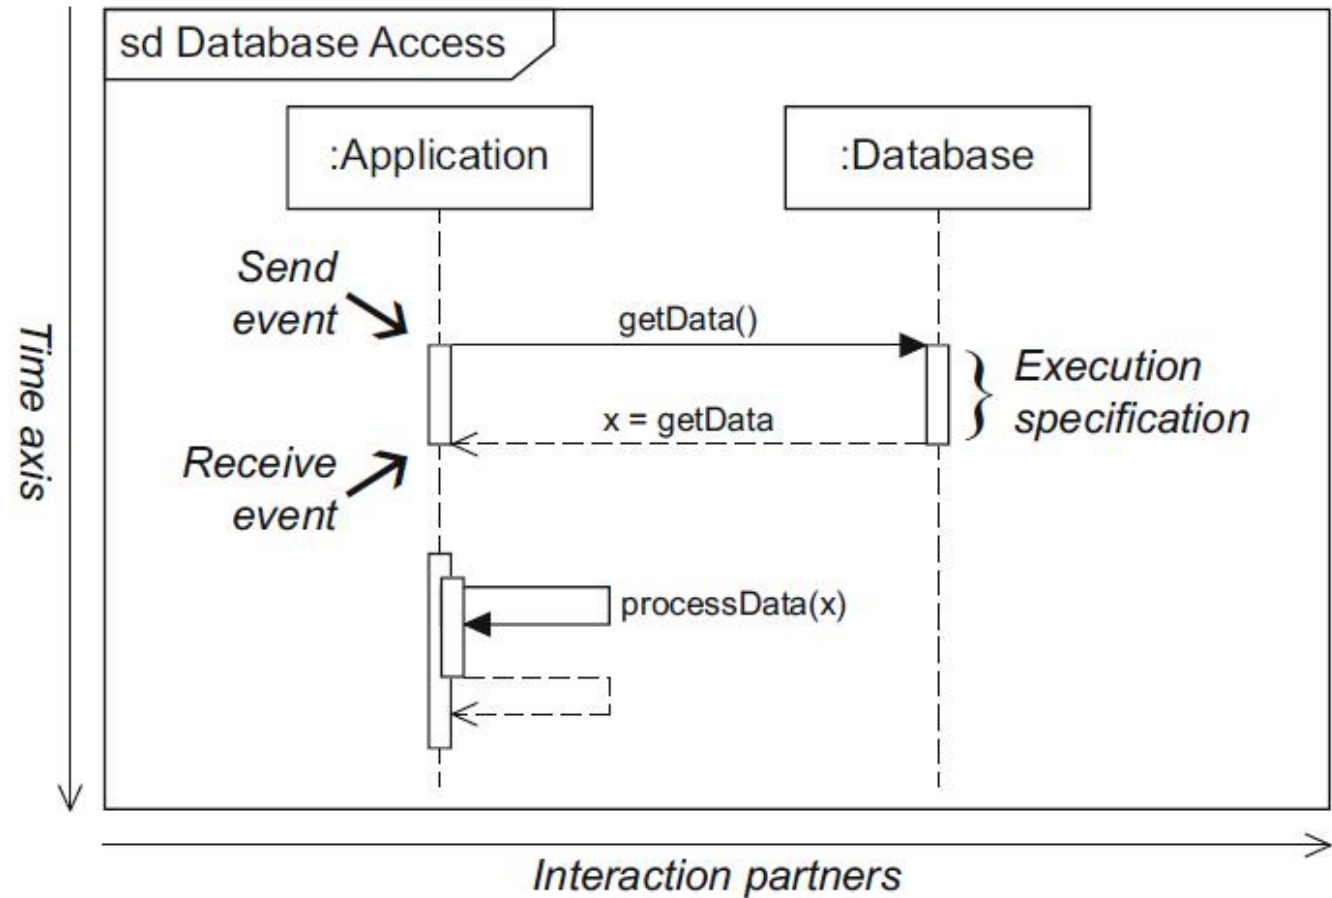 sd Database Access
:Application
:Database
Send
event
getData()
Execution
specification
x = getData
Receive
event
processData(x)
Time axis
Interaction partners